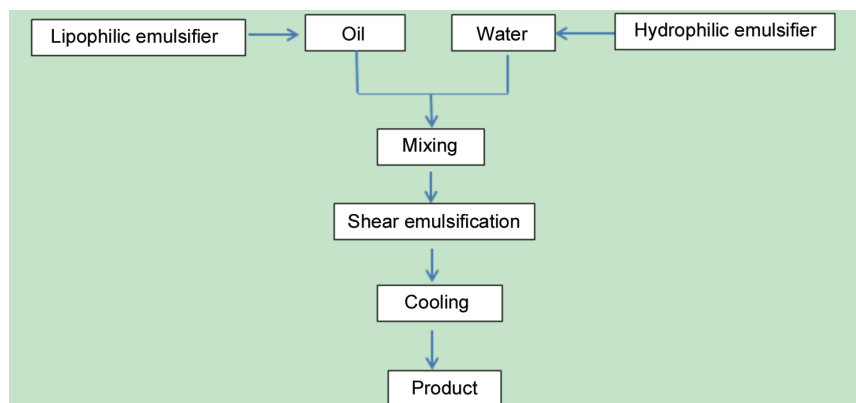 Lipophilic emulsifier
Oil
Water
Hydrophilic emulsifier
Mixing
Shear emulsification
Cooling
Product